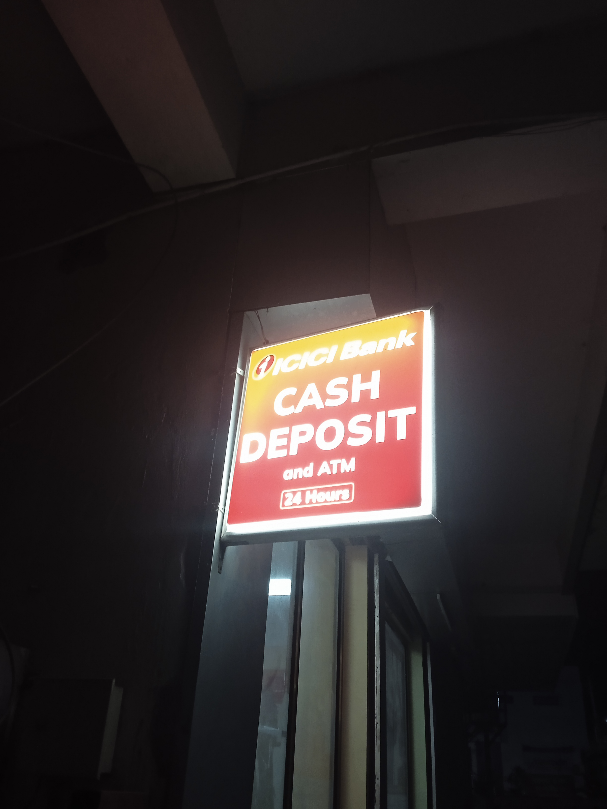 ICICI Bank
CASH
DEPOSIT
and ATM
24 Hours